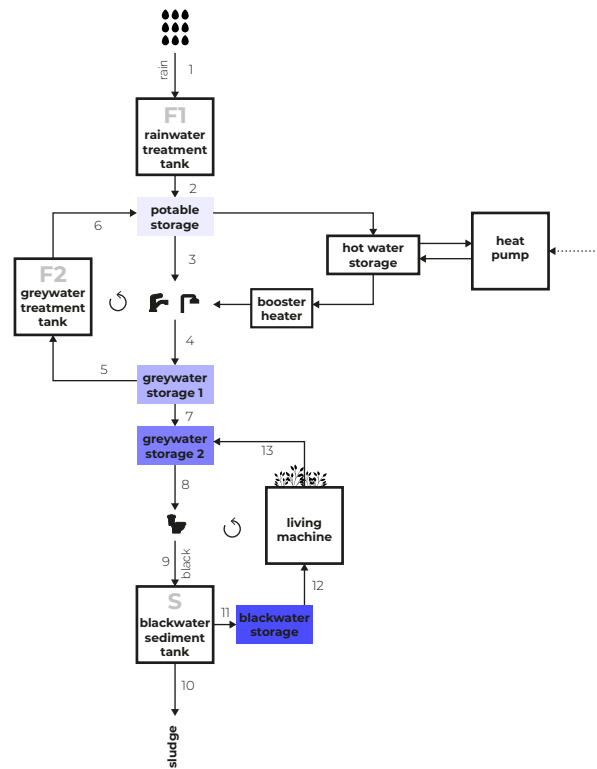 rain
1
F1
rainwater
treatment
tank
2
potable
storage
6
3
hot water
storage
heat
pump
F2
greywater
treatment
tank
booster
heater
4
5
greywater
storage 1
7
greywater
storage 2
13
8
living
machine
9
black
12
S
blackwater
sediment
tank
11
blackwater
storage
10
sludge